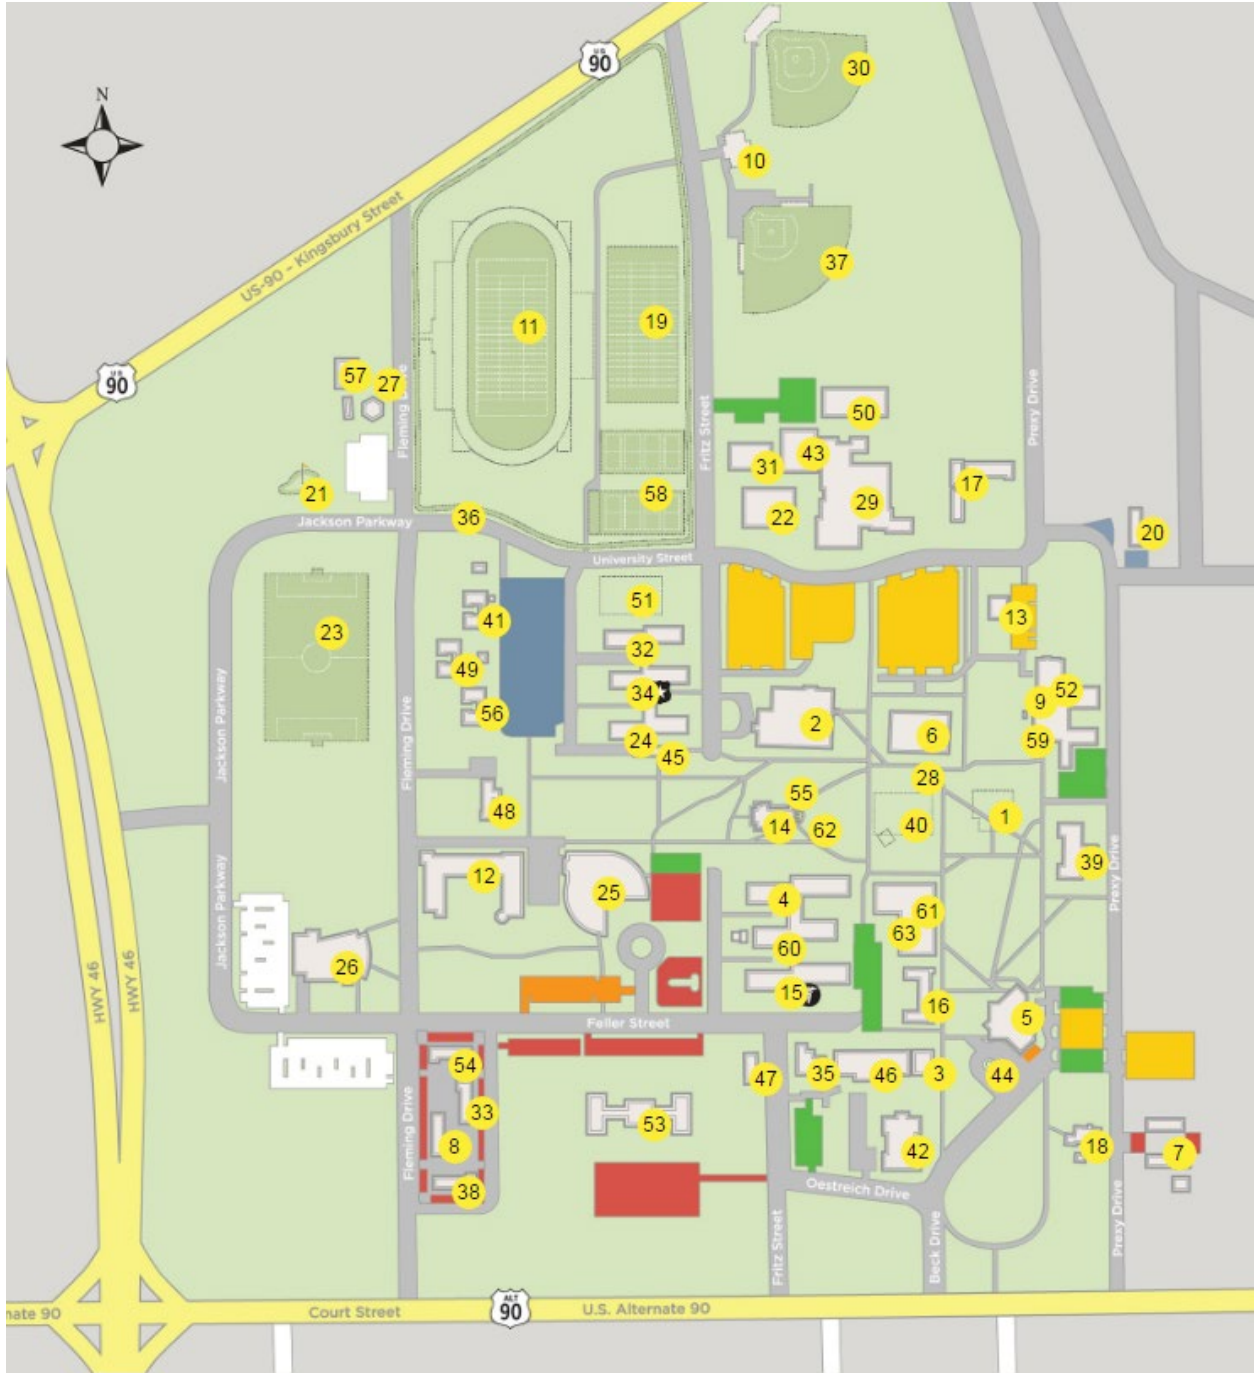 U S
90
30
N
10
US-90 - Kingsbury Street
37
11
19
U S
90
57
27
Fleming Drive
Fritz Street
Prexy Drive
50
43
31
17
21
58
29
22
36
Jackson Parkway
20
University Street
51
41
13
23
32
49
34
52
9
56
2
6
24
59
45
Jackson Parkway
Fleming Drive
28
55
48
14
62
40
1
39
12
25
4
61
Prexy Drive
63
60
Jackson Parkway
26
15
16
HWY 46
HWY 46
5
Feller Street
54
47
35
46
3
44
33
53
8
42
18
7
Fleming Drive
38
Oestreich Drive
Fritz Street
Beck Drive
Prexy Drive
nate 90
Court Street
ALT
90
U.S. Alternate 90